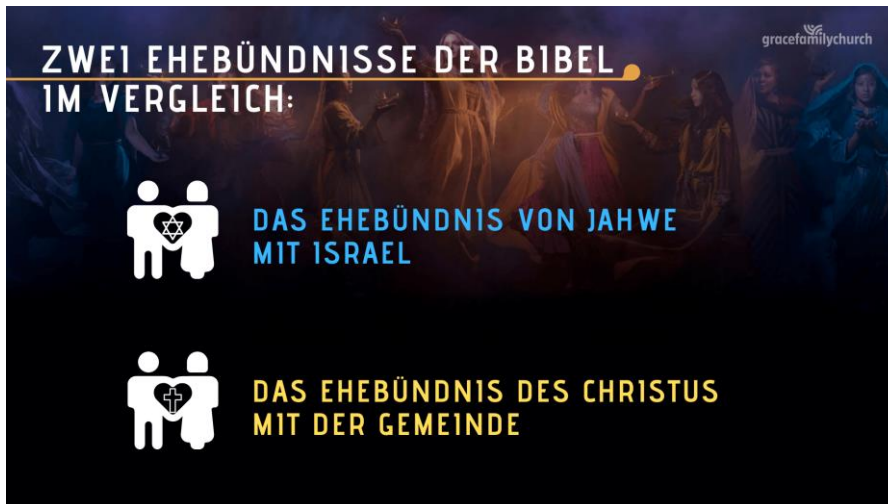 gracefamilychurch
ZWEI EHEBÜNDNISSE DER BIBEL
IM VERGLEICH:
DAS EHEBÜNDNIS VON JAHWE
MIT ISRAEL
DAS EHEBÜNDNIS DES CHRISTUS
MIT DER GEMEINDE